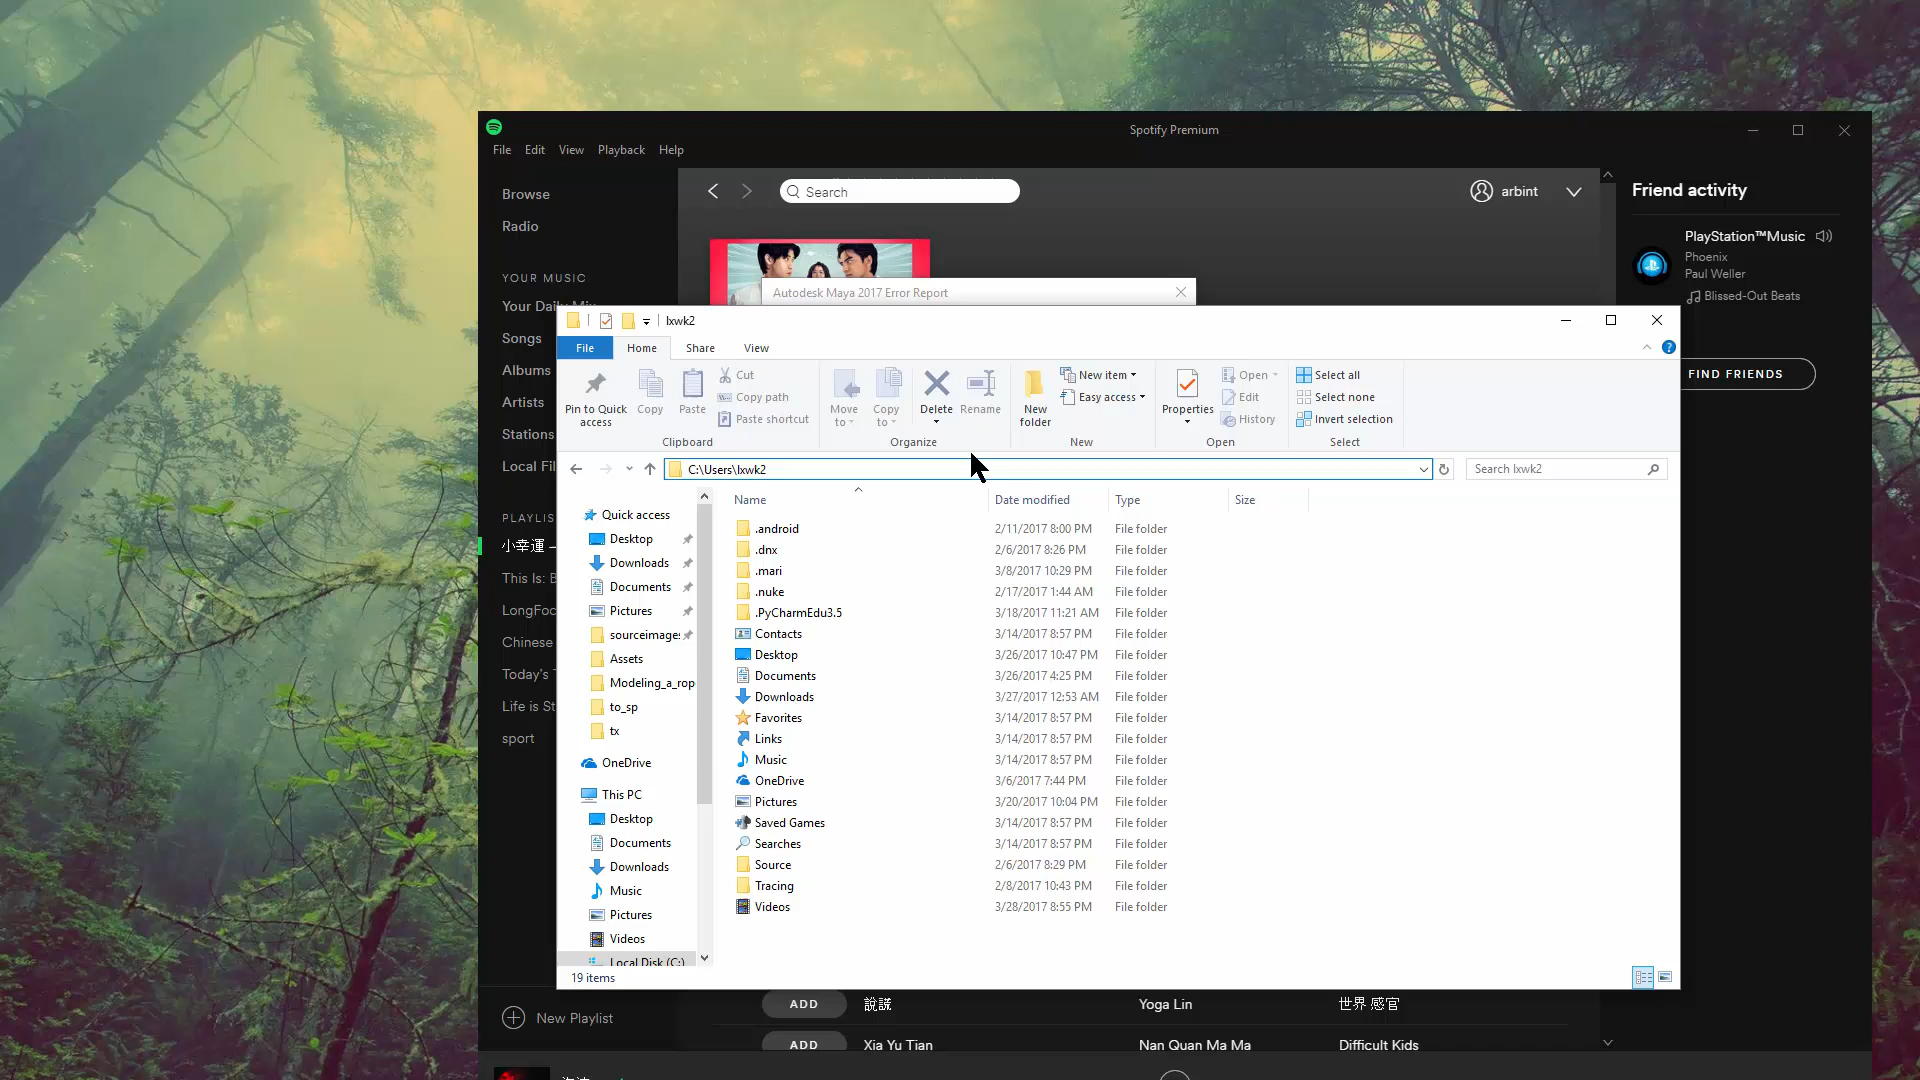 Spotify Premium
File Edit View Playback Help
Browse
Radio
YOUR MUSIC
Your Daily Mix
Songs
Albums
Artists
Stations
Local Fil
PLAYLIS
小幸運 –
This Is: B
LongFoc
Chinese
Today's T
Life is St
sport
New Playlist
Search
arbint
Friend activity
PlayStation™Music
Phoenix
Paul Weller
Blissed-Out Beats
FIND FRIENDS
Autodesk Maya 2017 Error Report
lxwk2
File Home Share View
Pin to Quick access
Copy
Paste
Cut
Copy path
Paste shortcut
Clipboard
Move to
Copy to
Delete
Rename
Organize
New folder
New item
Easy access
New
Properties
Open
Edit
History
Open
Select all
Select none
Invert selection
Select
C:\Users\lxwk2
Search lxwk2
Quick access
Desktop
Downloads
Documents
Pictures
sourceimage
Assets
Modeling_a_rop
to_sp
tx
OneDrive
This PC
Desktop
Documents
Downloads
Music
Pictures
Videos
Local Disk (C:)
Name Date modified Type Size
.android 2/11/2017 8:00 PM File folder
.dnx 2/6/2017 8:26 PM File folder
.mari 3/8/2017 10:29 PM File folder
.nuke 2/17/2017 1:44 AM File folder
.PyCharmEdu3.5 3/18/2017 11:21 AM File folder
Contacts 3/14/2017 8:57 PM File folder
Desktop 3/26/2017 10:47 PM File folder
Documents 3/26/2017 4:25 PM File folder
Downloads 3/27/2017 12:53 AM File folder
Favorites 3/14/2017 8:57 PM File folder
Links 3/14/2017 8:57 PM File folder
Music 3/14/2017 8:57 PM File folder
OneDrive 3/6/2017 7:44 PM File folder
Pictures 3/20/2017 10:04 PM File folder
Saved Games 3/14/2017 8:57 PM File folder
Searches 3/14/2017 8:57 PM File folder
Source 2/6/2017 8:29 PM File folder
Tracing 2/8/2017 10:43 PM File folder
Videos 3/28/2017 8:55 PM File folder
19 items
ADD 說謊 Yoga Lin 世界 感官
ADD Xia Yu Tian Nan Quan Ma Ma Difficult Kids